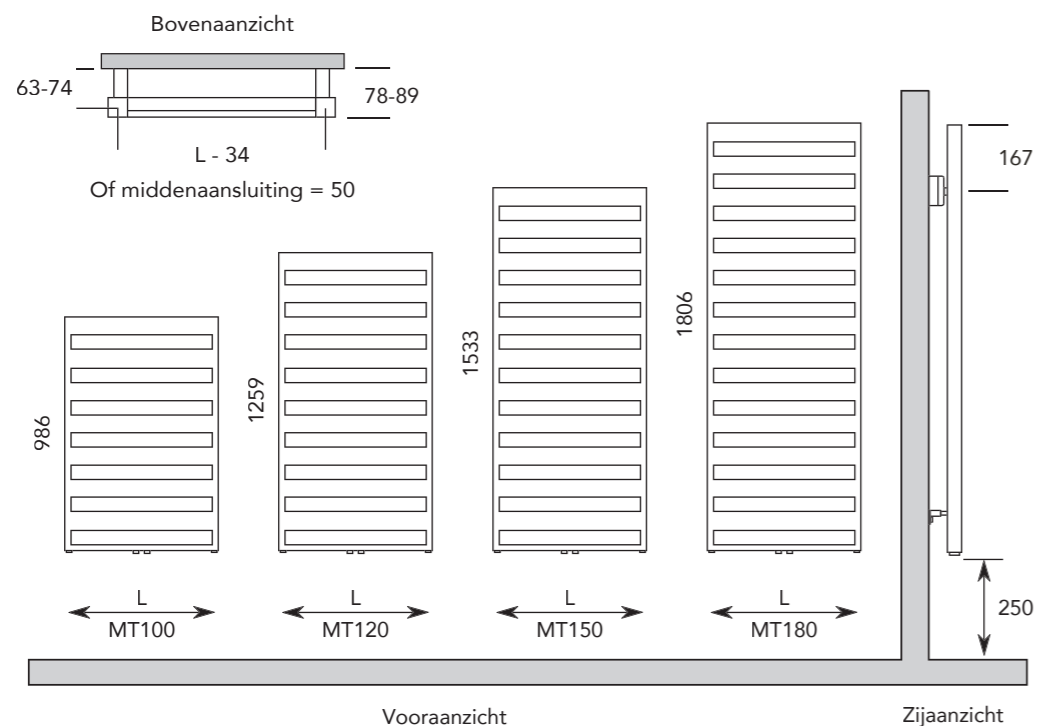 Bovenaanzicht
63-74
78-89
L - 34
Of middenaansluiting = 50
167
986
1259
1533
1806
L
L
L
L
MT100
MT120
MT150
MT180
250
Vooraanzicht
Zijaanzicht